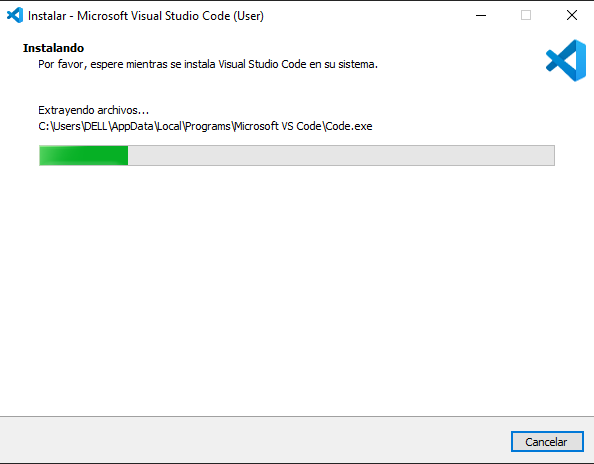 Instalar - Microsoft Visual Studio Code (User)
Instalando
Por favor, espere mientras se instala Visual Studio Code en su sistema.
Extrayendo archivos...
C:\Users\DELL\AppData\Local\Programs\Microsoft VS Code\Code.exe
Cancelar